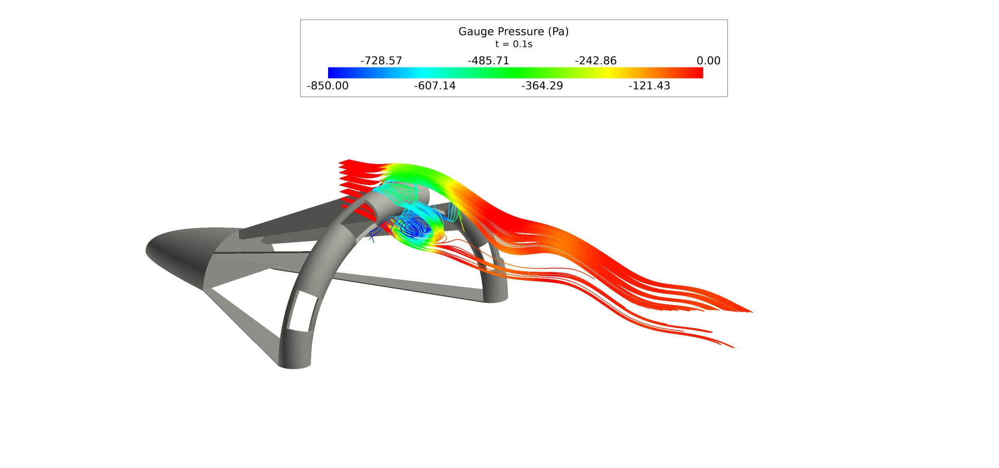 Gauge Pressure (Pa)
t = 0.1s
-728.57 -485.71 -242.86 0.00
-850.00 -607.14 -364.29 -121.43